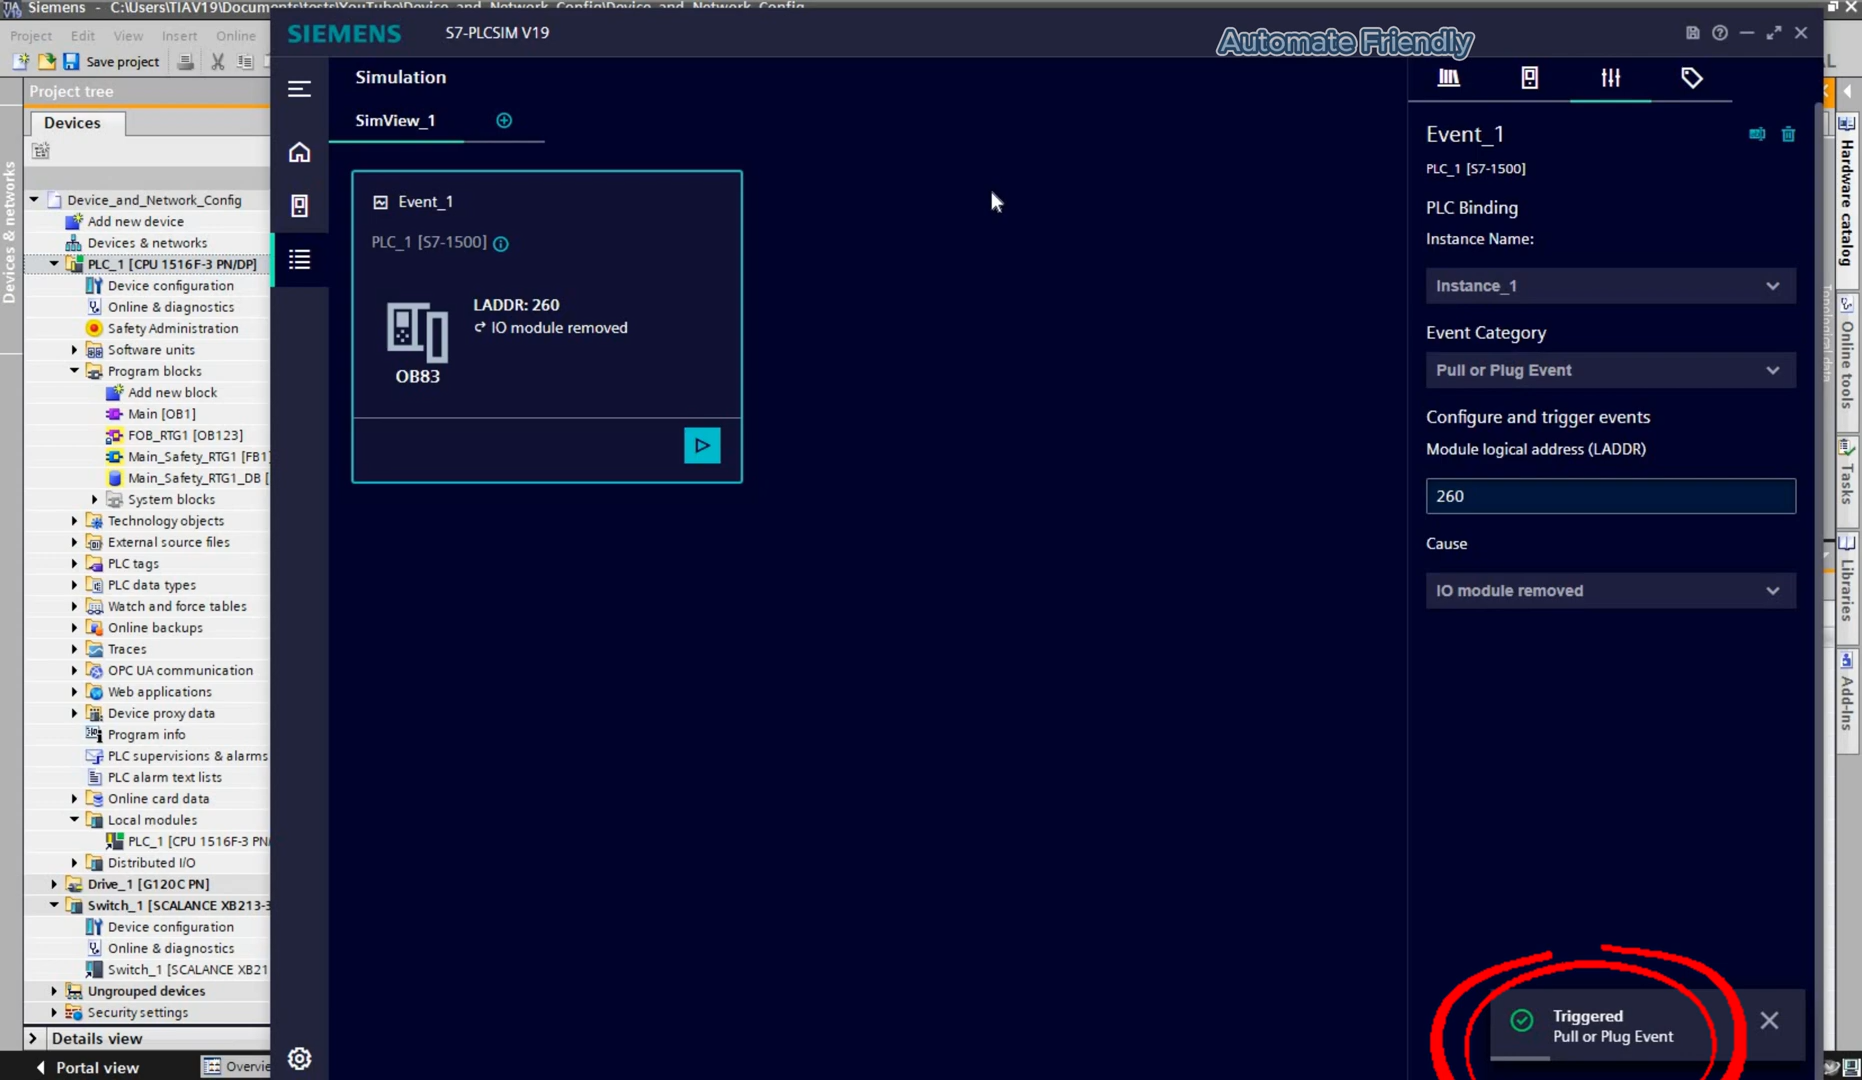 Siemens - C:\Users\TIAV19\Documents\tests\YouTube\Device_and_Network_Config\Device_and_Network_Config
Project Edit View Insert Online
Save project
Project tree
Devices
Devices & networks
Device_and_Network_Config
Add new device
Devices & networks
PLC_1 [CPU 1516F-3 PN/DP]
Device configuration
Online & diagnostics
Safety Administration
Software units
Program blocks
Add new block
Main [OB1]
FOB_RTG1 [OB123]
Main_Safety_RTG1 [FB1]
Main_Safety_RTG1_DB [
System blocks
Technology objects
External source files
PLC tags
PLC data types
Watch and force tables
Online backups
Traces
OPC UA communication
Web applications
Device proxy data
Program info
PLC supervisions & alarms
PLC alarm text lists
Online card data
Local modules
PLC_1 [CPU 1516F-3 PN/
Distributed I/O
Drive_1 [G120C PN]
Switch_1 [SCALANCE XB213-3
Device configuration
Online & diagnostics
Switch_1 [SCALANCE XB21
Ungrouped devices
Security settings
Details view
Portal view
Overvie
SIEMENS
S7-PLCSIM V19
Automate Friendly
Simulation
SimView_1
Event_1
PLC_1 [S7-1500]
LADDR: 260
IO module removed
OB83
Event_1
PLC_1 [S7-1500]
PLC Binding
Instance Name:
Instance_1
Event Category
Pull or Plug Event
Configure and trigger events
Module logical address (LADDR)
260
Cause
IO module removed
Triggered
Pull or Plug Event
Hardware catalog
Online tools
Tasks
Libraries
Add-Ins